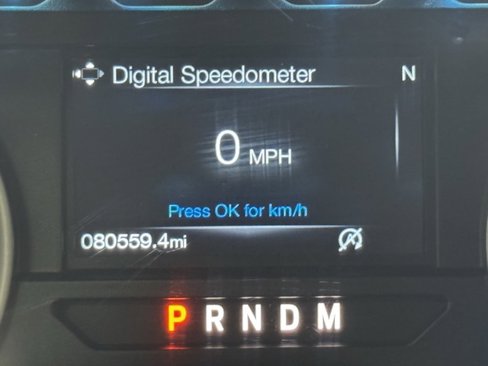 Digital Speedometer N
0 MPH
Press OK for km/h
080559.4mi
P R N D M